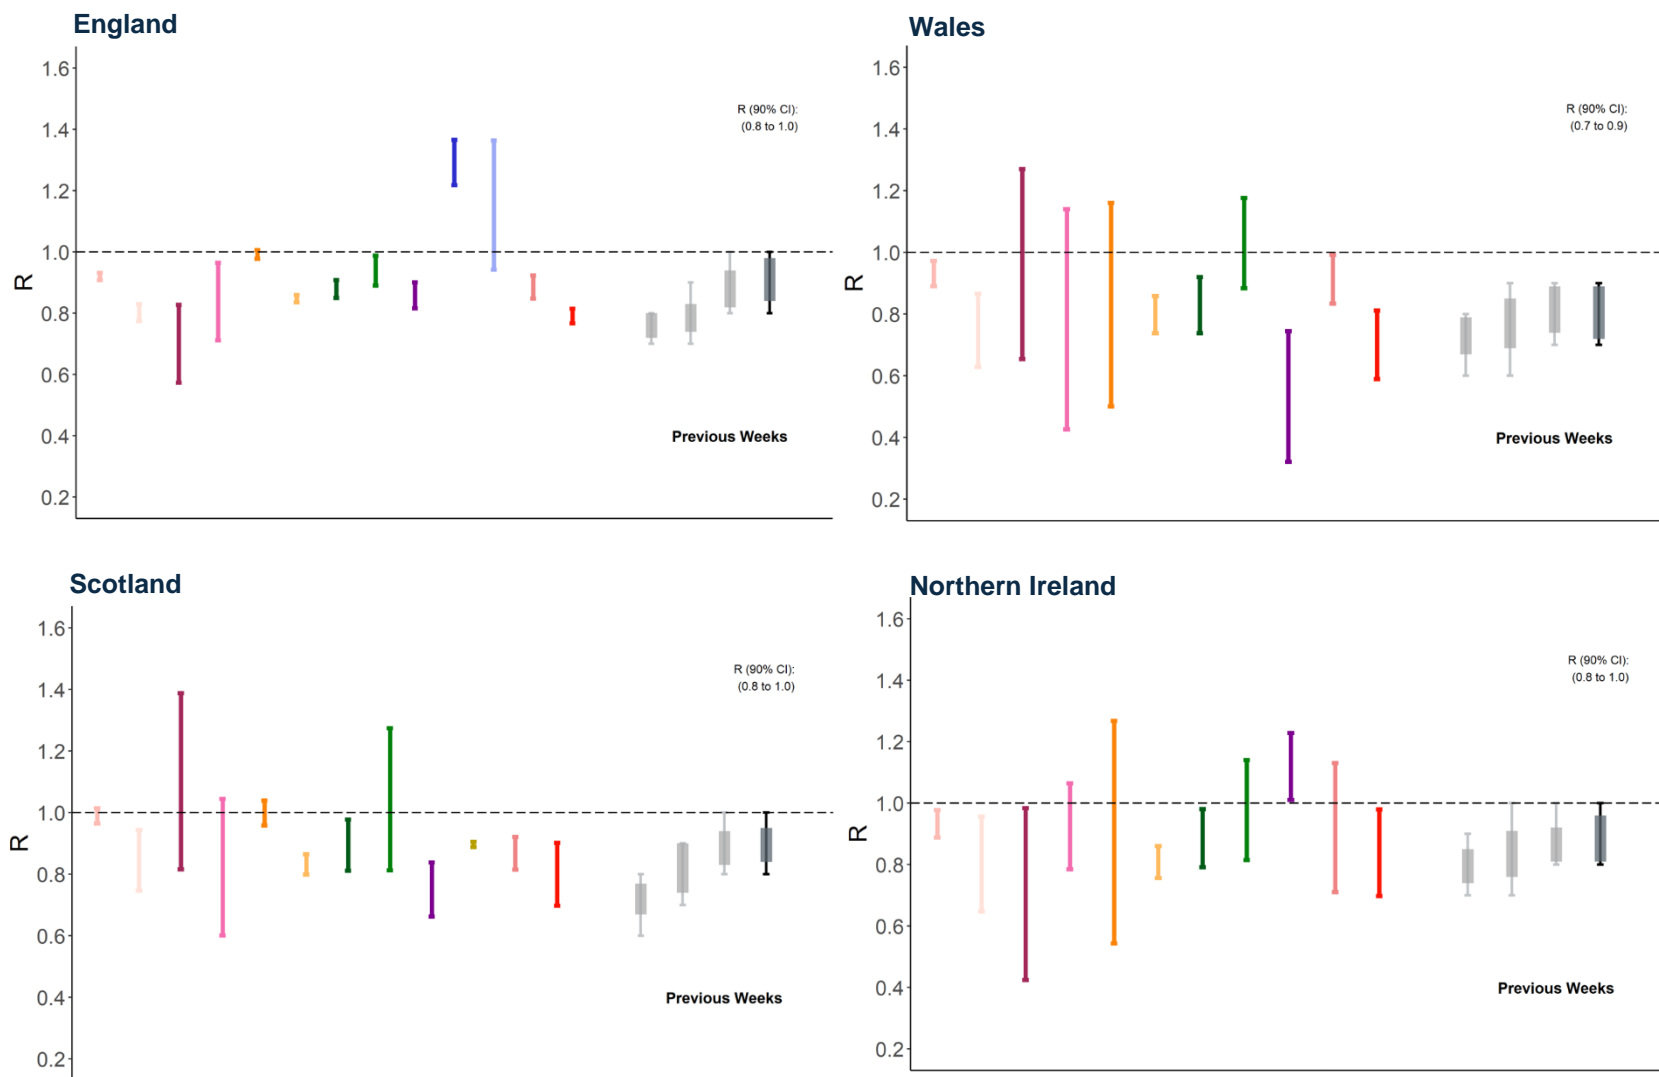 England
1.6
1.4
1.2
1.0
0.8
0.6
0.4
0.2
R
R (90% CI):
(0.8 to 1.0)
Previous Weeks
Wales
1.6
1.4
1.2
1.0
0.8
0.6
0.4
0.2
R
R (90% CI):
(0.7 to 0.9)
Previous Weeks
Scotland
1.6
1.4
1.2
1.0
0.8
0.6
0.4
0.2
R
R (90% CI):
(0.8 to 1.0)
Previous Weeks
Northern Ireland
1.6
1.4
1.2
1.0
0.8
0.6
0.4
0.2
R
R (90% CI):
(0.8 to 1.0)
Previous Weeks